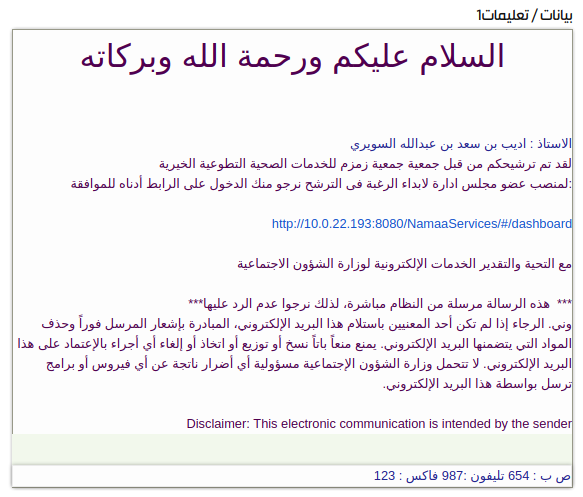 بيانات / تعليمات1
السلام عليكم ورحمة الله وبركاته
الاستاذ : اديب بن سعد بن عبدالله السويري
لقد تم ترشيحكم من قبل جمعية جمعية زمزم للخدمات الصحية التطوعية الخيرية
لمنصب عضو مجلس ادارة لابداء الرغبة فى الترشح نرجو منك الدخول على الرابط أدناه للموافقة:
http://10.0.22.193:8080/NamaaServices/#/dashboard
مع التحية والتقدير الخدمات الإلكترونية لوزارة الشؤون الاجتماعية
*** هذه الرسالة مرسلة من النظام مباشرة، لذلك نرجوا عدم الرد عليها***
وني. الرجاء إذا لم تكن أحد المعنيين باستلام هذا البريد الإلكتروني، المبادرة بإشعار المرسل فوراً وحذف
المواد التي يتضمنها البريد الإلكتروني. يمنع منعاً باتاً نسخ أو توزيع أو اتخاذ أو إلغاء أي أجراء بالإعتماد على هذا
البريد الإلكتروني. لا تتحمل وزارة الشؤون الإجتماعية مسؤولية أي أضرار ناتجة عن أي فيروس أو برامج
ترسل بواسطة هذا البريد الإلكتروني.
Disclaimer: This electronic communication is intended by the sender
ص ب : 654 تليفون :987 فاكس : 123